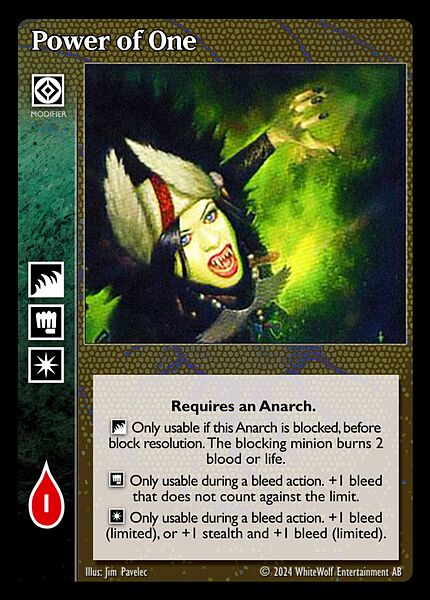 Power of One
MODIFIER
Requires an Anarch.
Only usable if this Anarch is blocked, before
block resolution. The blocking minion burns 2
blood or life.
Only usable during a bleed action. +1 bleed
that does not count against the limit.
Only usable during a bleed action. +1 bleed
(limited), or +1 stealth and +1 bleed (limited).
1
Illus: Jim Pavelec
© 2024 WhiteWolf Entertainment AB